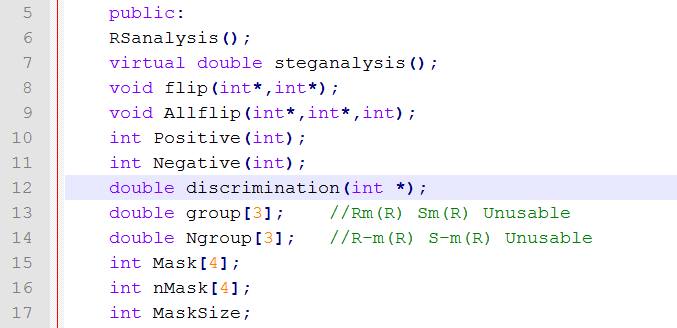 5 public:
6 RSanalysis();
7 virtual double steganalysis();
8 void flip(int*,int*);
9 void Allflip(int*,int*,int);
10 int Positive(int);
11 int Negative(int);
12 double discrimination(int *);
13 double group[3]; //Rm(R) Sm(R) Unusable
14 double Ngroup[3]; //R-m(R) S-m(R) Unusable
15 int Mask[4];
16 int nMask[4];
17 int MaskSize;